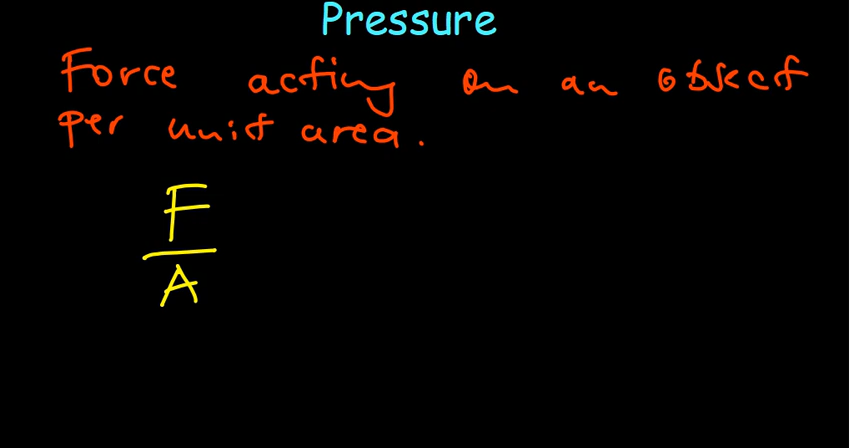 Pressure
Force acting on an object
per unit area.
F
A